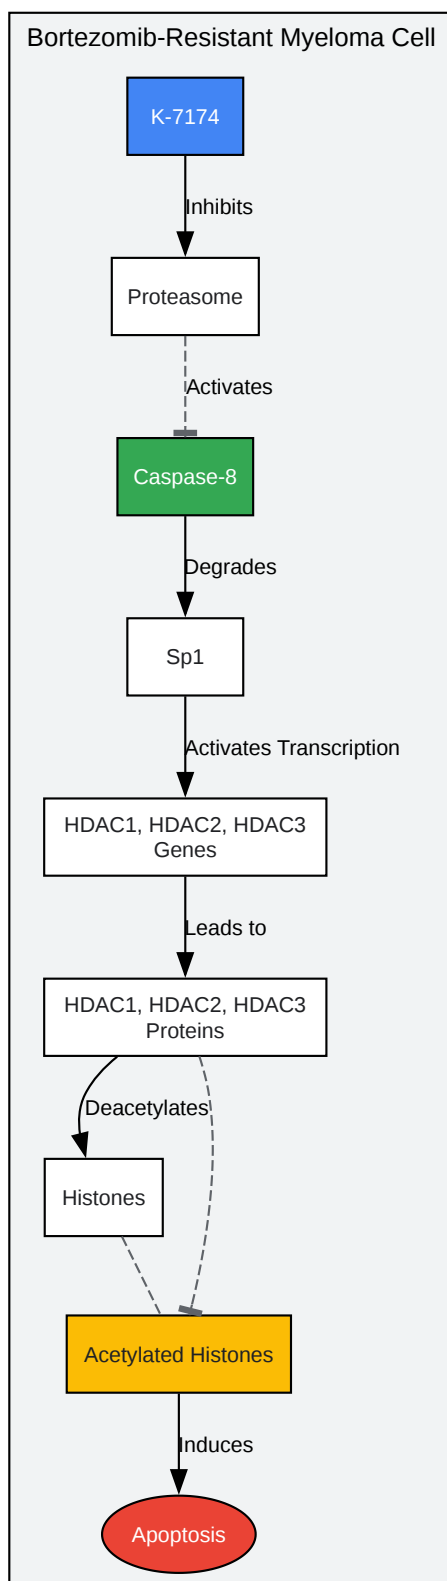 Bortezomib-Resistant Myeloma Cell
K-7174
Inhibits
Proteasome
Activates
Caspase-8
Degrades
Sp1
Activates Transcription
HDAC1, HDAC2, HDAC3
Genes
Leads to
HDAC1, HDAC2, HDAC3
Proteins
Deacetylates
Histones
Acetylated Histones
Induces
Apoptosis